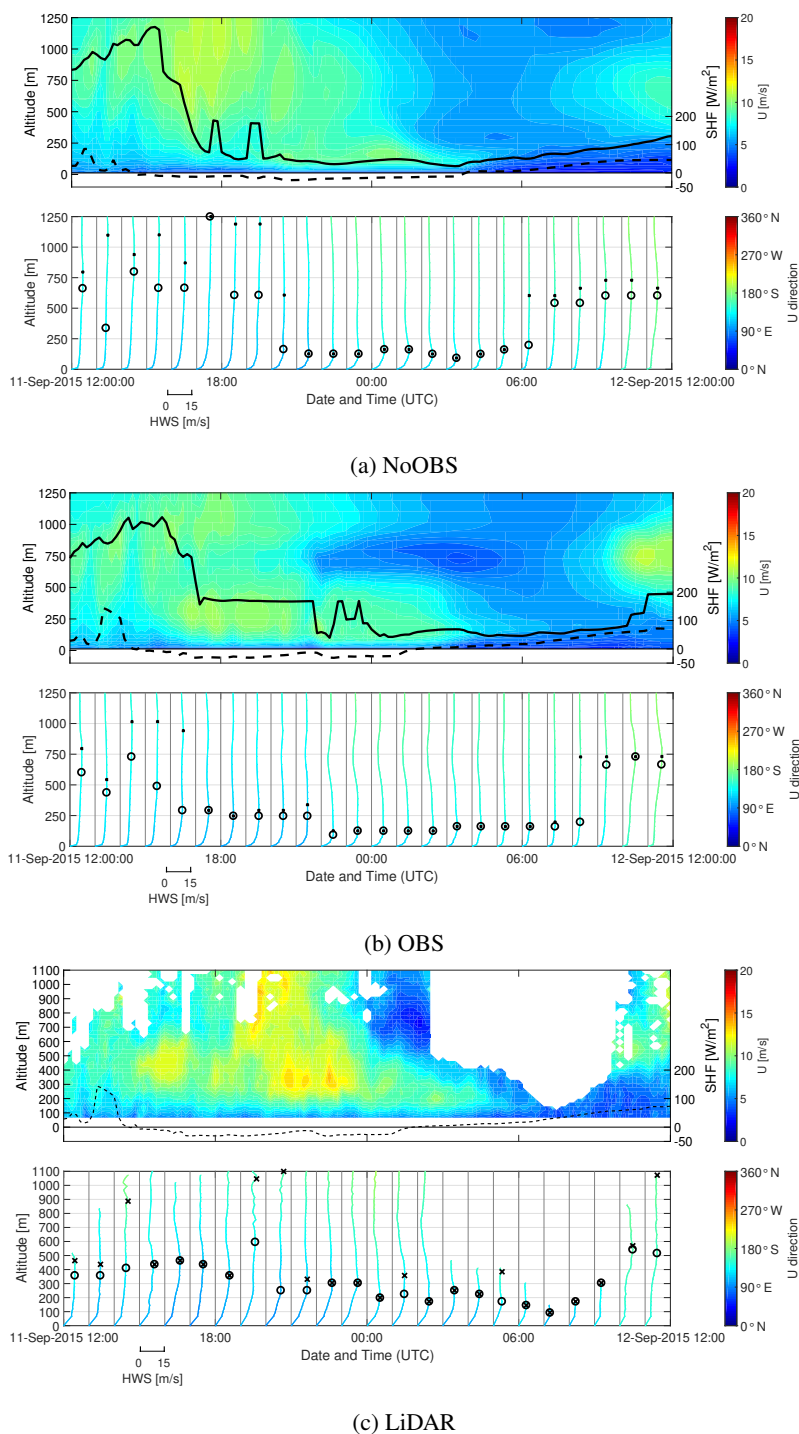 1250
1000
750
500
250
0
Altitude [m]
200
100
0
-50
SHF [W/m²]
20
15
10
5
0
U [m/s]
1250
1000
750
500
250
0
Altitude [m]
11-Sep-2015 12:00:00 18:00 00:00 06:00 12-Sep-2015 12:00:00
Date and Time (UTC)
0 15
HWS [m/s]
360° N
270° W
180° S
90° E
0° N
U direction
(a) NoOBS
1250
1000
750
500
250
0
Altitude [m]
200
100
0
-50
SHF [W/m²]
20
15
10
5
0
U [m/s]
1250
1000
750
500
250
0
Altitude [m]
11-Sep-2015 12:00:00 18:00 00:00 06:00 12-Sep-2015 12:00:00
Date and Time (UTC)
0 15
HWS [m/s]
360° N
270° W
180° S
90° E
0° N
U direction
(b) OBS
1100
1000
900
800
700
600
500
400
300
200
100
0
Altitude [m]
200
100
0
-50
SHF [W/m²]
20
15
10
5
0
U [m/s]
1100
1000
900
800
700
600
500
400
300
200
100
0
Altitude [m]
11-Sep-2015 12:00 18:00 00:00 06:00 12-Sep-2015 12:00
Date and Time (UTC)
0 15
HWS [m/s]
360° N
270° W
180° S
90° E
0° N
U direction
(c) LiDAR